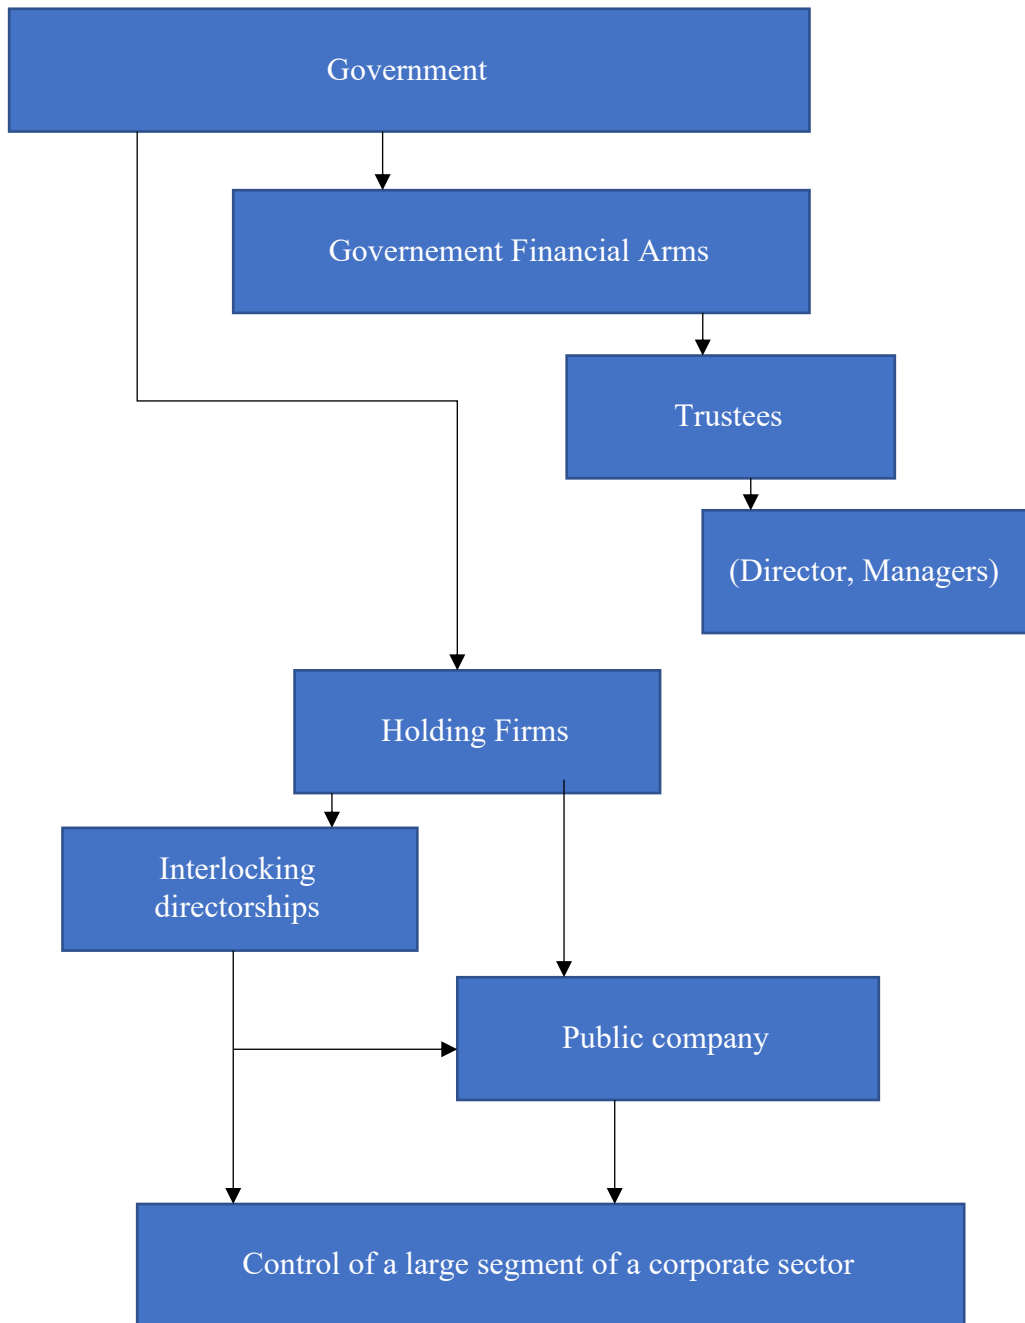 Government
Governement Financial Arms
Trustees
(Director, Managers)
Holding Firms
Interlocking
directorships
Public company
Control of a large segment of a corporate sector